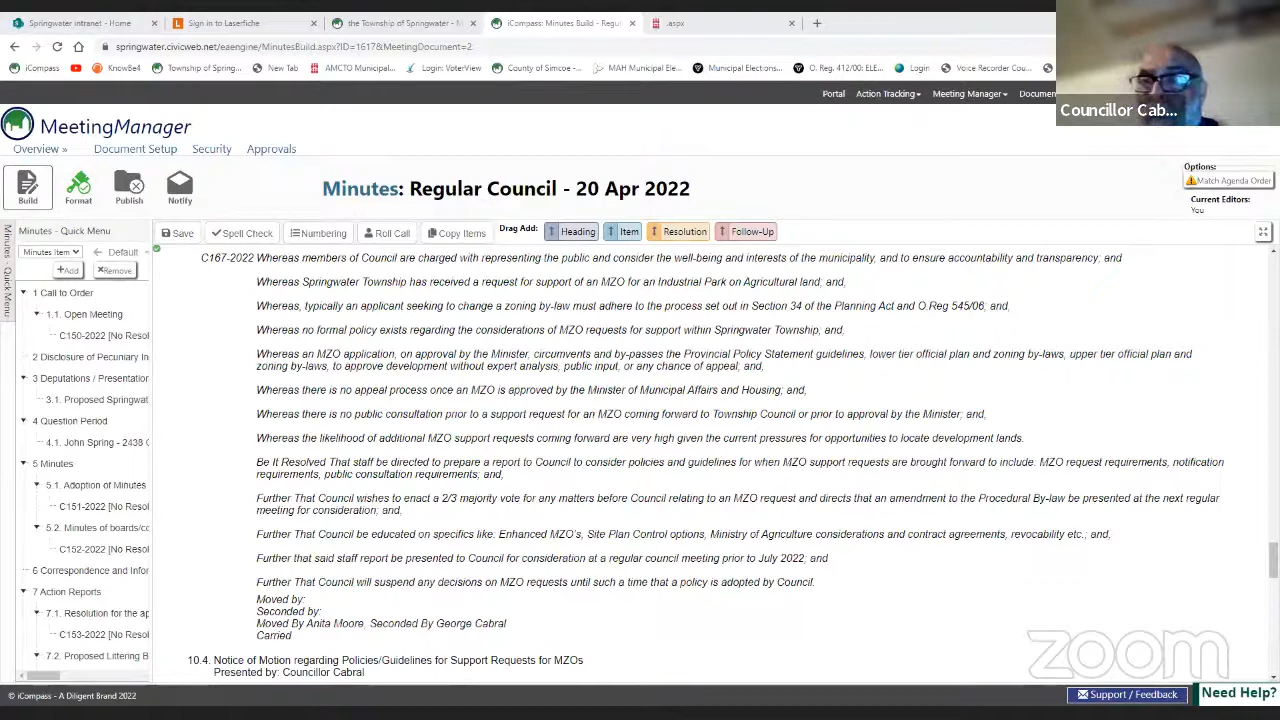 Springwater intranet - Home
Sign in to Laserfiche
the Township of Springwater - M
iCompass: Minutes Build - Regula
.aspx
springwater.civicweb.net/eaengine/MinutesBuild.aspx?ID=1617&MeetingDocument=2
iCompass
KnowBe4
Township of Spring...
New Tab
AMCTO Municipal...
Login: VoterView
County of Simcoe -...
MAH Municipal Ele...
Municipal Elections...
O. Reg. 412/00: ELE...
Login
Voice Recorder Cou...
Councillor Cab...
Portal
Action Tracking
Meeting Manager
Documen
MeetingManager
Overview »
Document Setup
Security
Approvals
Build
Format
Publish
Notify
Minutes: Regular Council - 20 Apr 2022
Options:
Match Agenda Order
Current Editors:
You
Minutes - Quick Menu
Save
Spell Check
Numbering
Roll Call
Copy Items
Drag Add:
Heading
Item
Resolution
Follow-Up
Minutes Item
Default
+Add
Remove
Minutes - Quick Menu
1 Call to Order
1.1. Open Meeting
C150-2022 [No Resol
2 Disclosure of Pecuniary In
3 Deputations / Presentation
3.1. Proposed Springwat
4 Question Period
4.1. John Spring - 2438 C
5 Minutes
5.1. Adoption of Minutes
C151-2022 [No Resol
5.2. Minutes of boards/cc
C152-2022 [No Resol
6 Correspondence and Infor
7 Action Reports
7.1. Resolution for the ap
C153-2022 [No Resol
7.2. Proposed Littering B
C167-2022 Whereas members of Council are charged with representing the public and consider the well-being and interests of the municipality, and to ensure accountability and transparency; and
Whereas Springwater Township has received a request for support of an MZO for an Industrial Park on Agricultural land; and,
Whereas, typically an applicant seeking to change a zoning by-law must adhere to the process set out in Section 34 of the Planning Act and O.Reg 545/06; and,
Whereas no formal policy exists regarding the considerations of MZO requests for support within Springwater Township; and,
Whereas an MZO application, on approval by the Minister, circumvents and by-passes the Provincial Policy Statement guidelines, lower tier official plan and zoning by-laws, upper tier official plan and
zoning by-laws, to approve development without expert analysis, public input, or any chance of appeal; and,
Whereas there is no appeal process once an MZO is approved by the Minister of Municipal Affairs and Housing; and,
Whereas there is no public consultation prior to a support request for an MZO coming forward to Township Council or prior to approval by the Minister; and,
Whereas the likelihood of additional MZO support requests coming forward are very high given the current pressures for opportunities to locate development lands.
Be It Resolved That staff be directed to prepare a report to Council to consider policies and guidelines for when MZO support requests are brought forward to include: MZO request requirements, notification
requirements, public consultation requirements; and,
Further That Council wishes to enact a 2/3 majority vote for any matters before Council relating to an MZO request and directs that an amendment to the Procedural By-law be presented at the next regular
meeting for consideration; and,
Further That Council be educated on specifics like: Enhanced MZO's, Site Plan Control options, Ministry of Agriculture considerations and contract agreements, revocability etc.; and,
Further that said staff report be presented to Council for consideration at a regular council meeting prior to July 2022; and
Further That Council will suspend any decisions on MZO requests until such a time that a policy is adopted by Council.
Moved by:
Seconded by:
Moved By Anita Moore, Seconded By George Cabral
Carried
10.4. Notice of Motion regarding Policies/Guidelines for Support Requests for MZOs
Presented by: Councillor Cabral
zoom
© iCompass - A Diligent Brand 2022
Support / Feedback
Need Help?